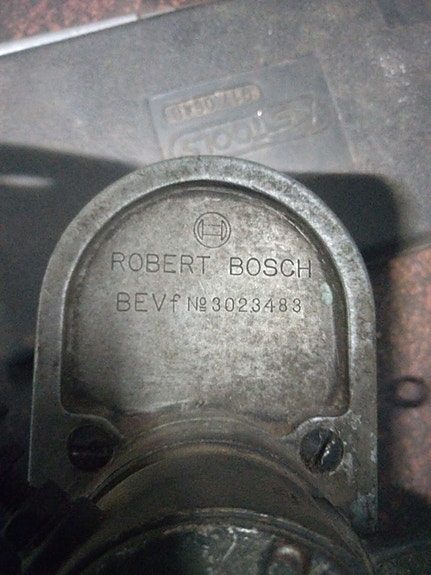 ROBERT BOSCH
BEVf № 3023483